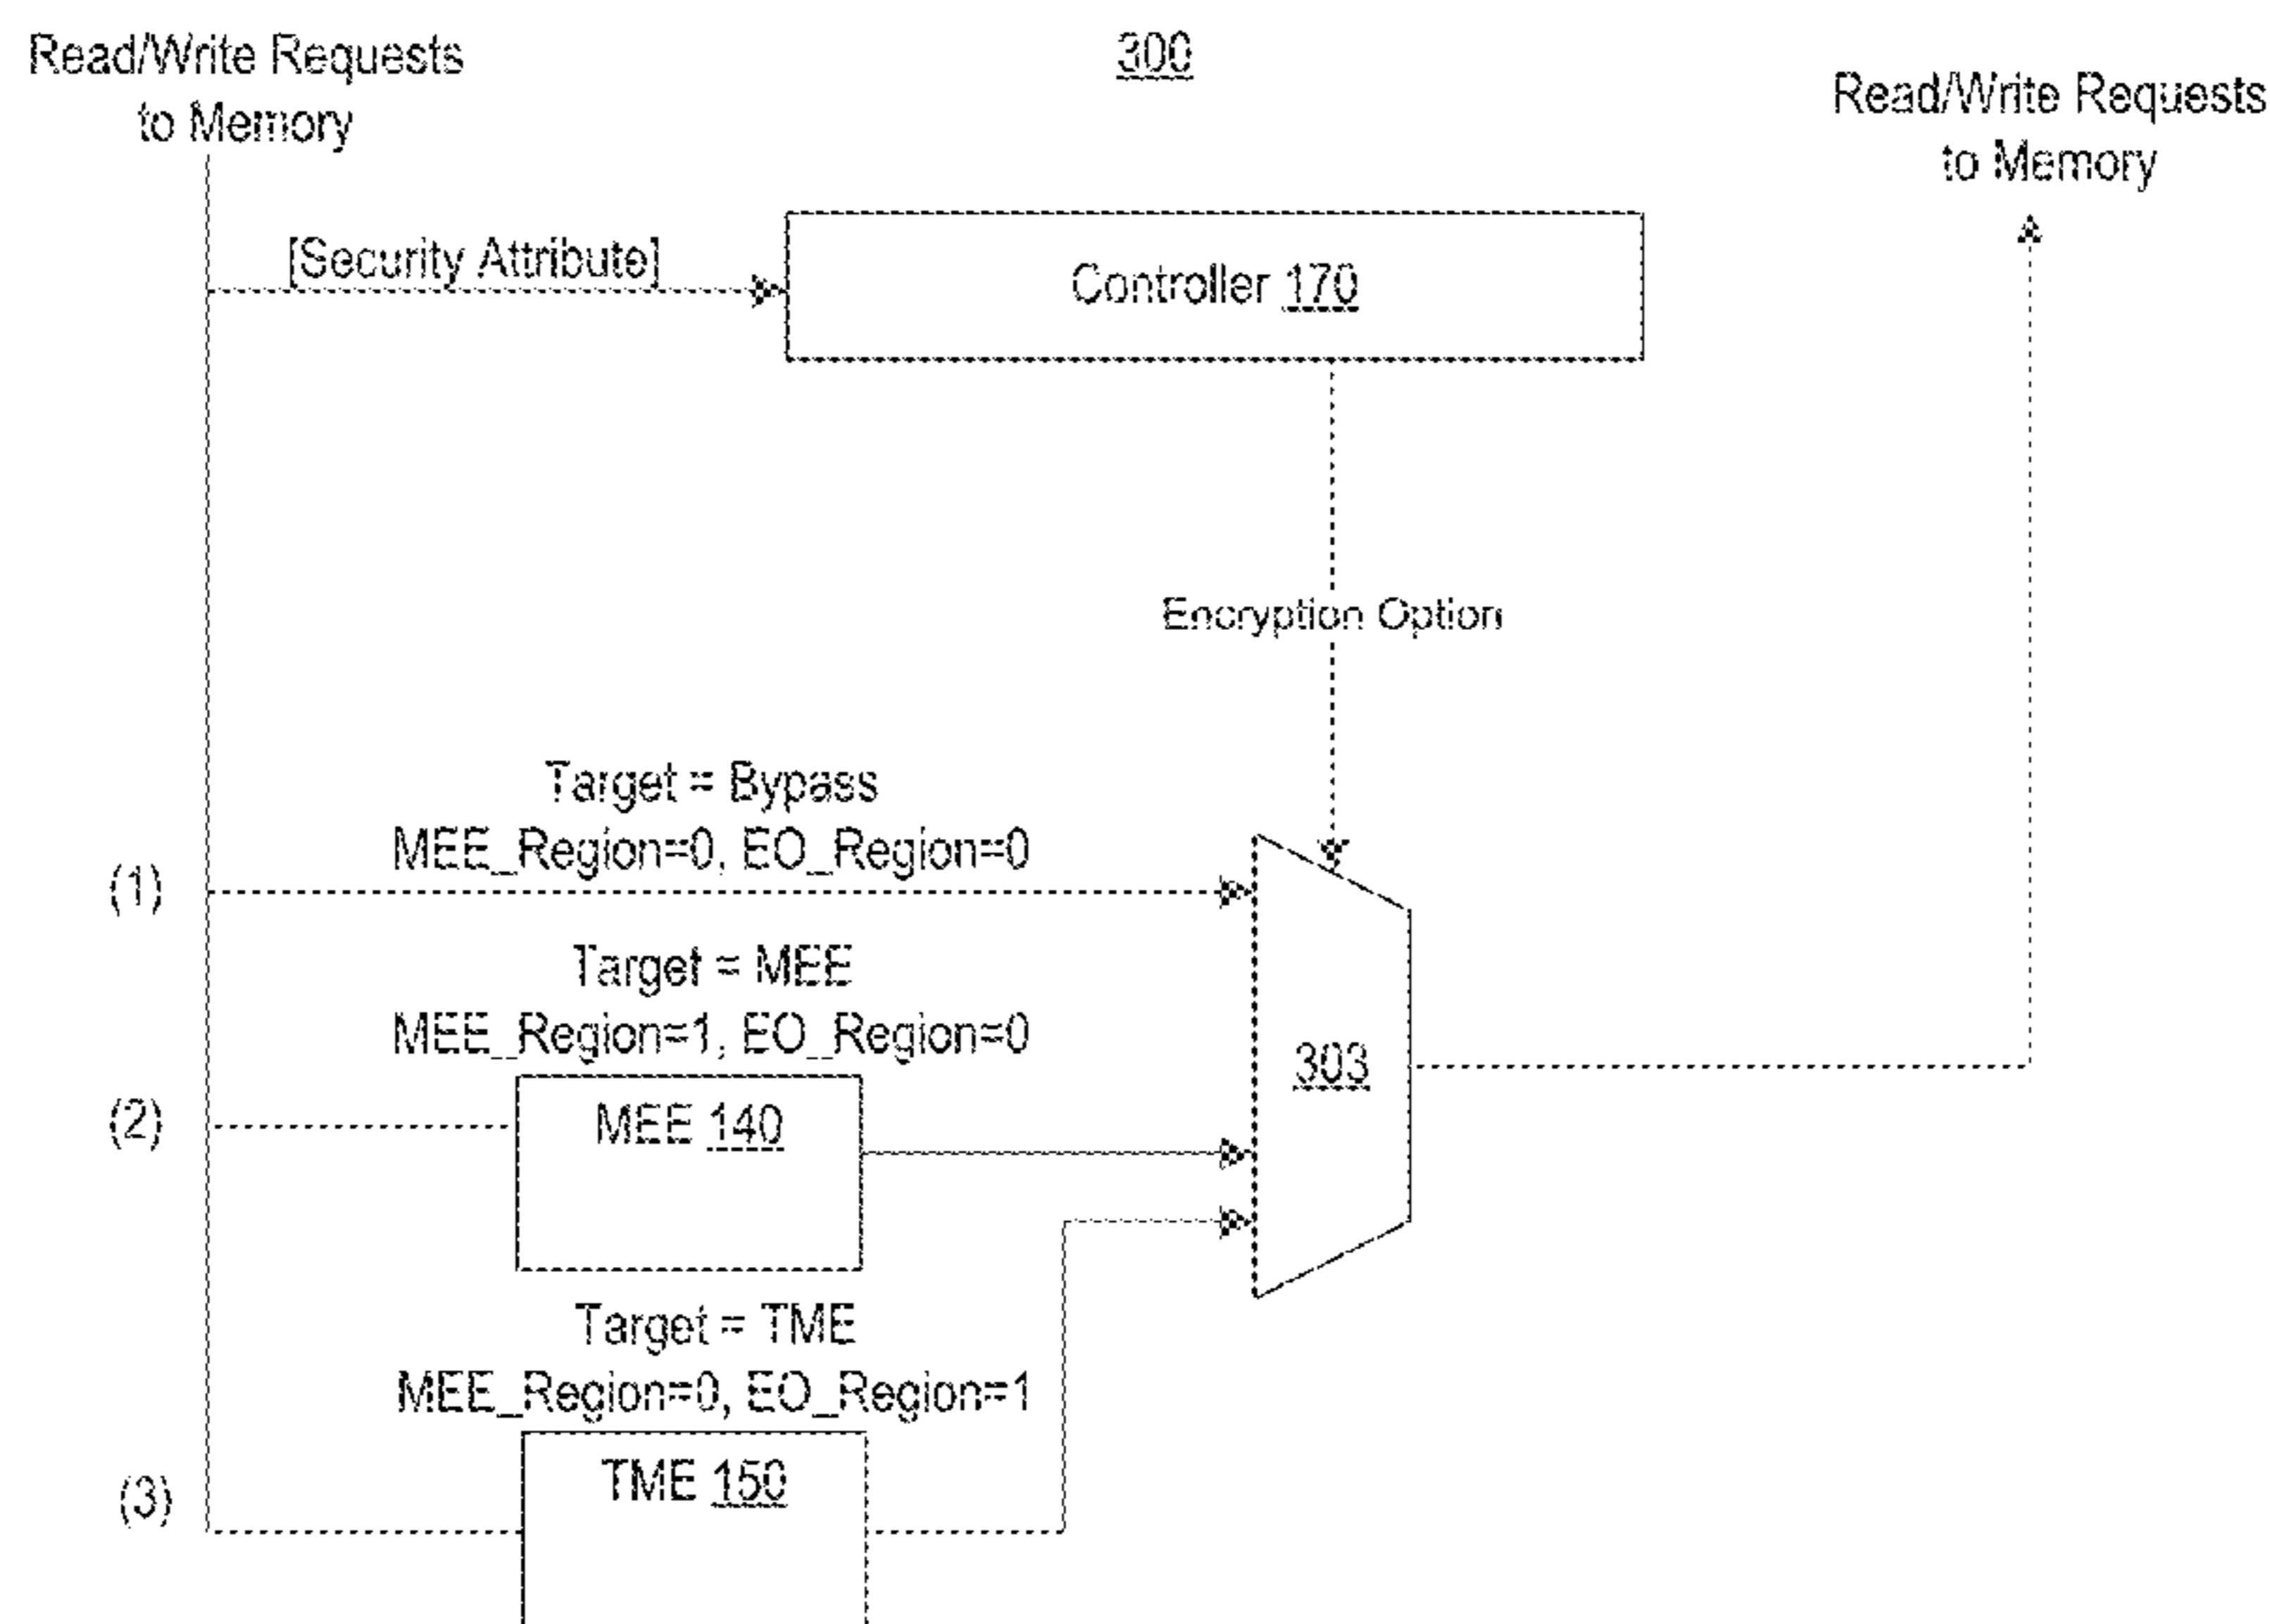 300
Read/Write Requests
to Memory
Read/Write Requests
to Memory
[Security Attribute]
Controller 170
Encryption Option
Target = Bypass
MEE_Region=0, EO_Region=0
(1)
Target = MEE
MEE_Region=1, EO_Region=0
303
(2)
MEE 140
Target = TME
MEE_Region=0, EO_Region=1
(3)
TME 150